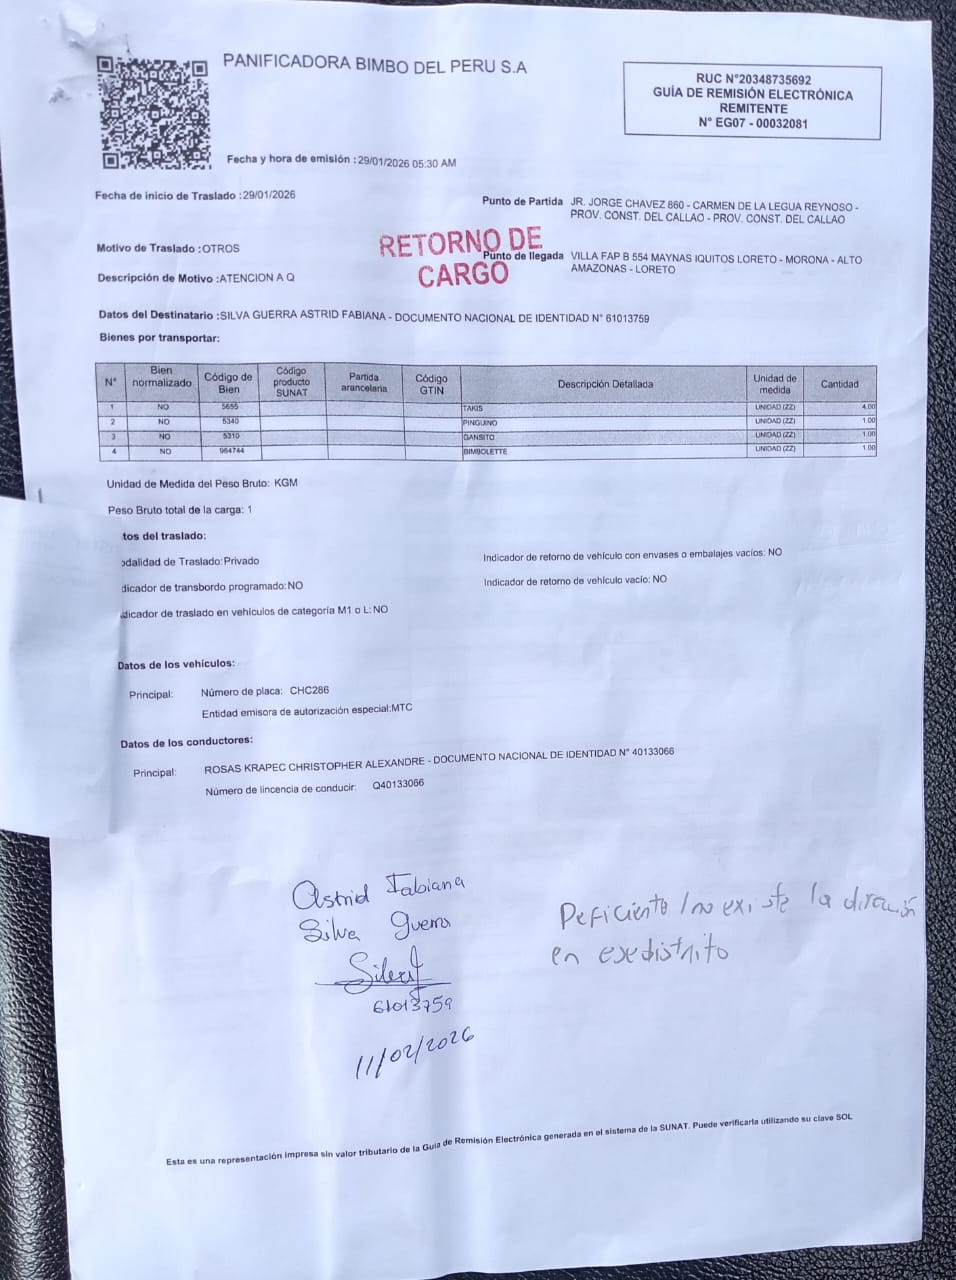 PANIFICADORA BIMBO DEL PERU S.A
RUC N°20348735692
GUÍA DE REMISIÓN ELECTRÓNICA
REMITENTE
N° EG07 - 00032081
Fecha y hora de emisión :29/01/2026 05:30 AM
Fecha de inicio de Traslado :29/01/2026
Punto de Partida JR. JORGE CHAVEZ 860 - CARMEN DE LA LEGUA REYNOSO -
PROV. CONST. DEL CALLAO - PROV. CONST. DEL CALLAO
Motivo de Traslado :OTROS
RETORNO DE
CARGO
Punto de llegada VILLA FAP B 554 MAYNAS IQUITOS LORETO - MORONA - ALTO
AMAZONAS - LORETO
Descripción de Motivo :ATENCION A Q
Datos del Destinatario :SILVA GUERRA ASTRID FABIANA - DOCUMENTO NACIONAL DE IDENTIDAD N° 61013759
Bienes por transportar:
N° Bien normalizado Código de Bien Código producto SUNAT Partida arancelaria Código GTIN Descripción Detallada Unidad de medida Cantidad
1 NO 5655 TAKIS UNIDAD (ZZ) 4.00
2 NO 5340 PINGUINO UNIDAD (ZZ) 1.00
3 NO 5310 GANSITO UNIDAD (ZZ) 1.00
4 NO 964744 BIMBOLETTE UNIDAD (ZZ) 1.00
Unidad de Medida del Peso Bruto: KGM
Peso Bruto total de la carga: 1
tos del traslado:
odalidad de Traslado:Privado
Indicador de retorno de vehículo con envases o embalajes vacíos: NO
dicador de transbordo programado:NO
Indicador de retorno de vehículo vacío: NO
dicador de traslado en vehículos de categoría M1 o L:NO
Datos de los vehículos:
Principal: Número de placa: CHC286
Entidad emisora de autorización especial:MTC
Datos de los conductores:
Principal: ROSAS KRAPEC CHRISTOPHER ALEXANDRE - DOCUMENTO NACIONAL DE IDENTIDAD N° 40133066
Número de lincencia de conducir: Q40133066
Astrid Fabiana
Silva Guerra
61013759
11/02/2026
Deficiente / no existe la dirección
en ese distrito
Esta es una representación impresa sin valor tributario de la Guía de Remisión Electrónica generada en el sistema de la SUNAT. Puede verificarla utilizando su clave SOL